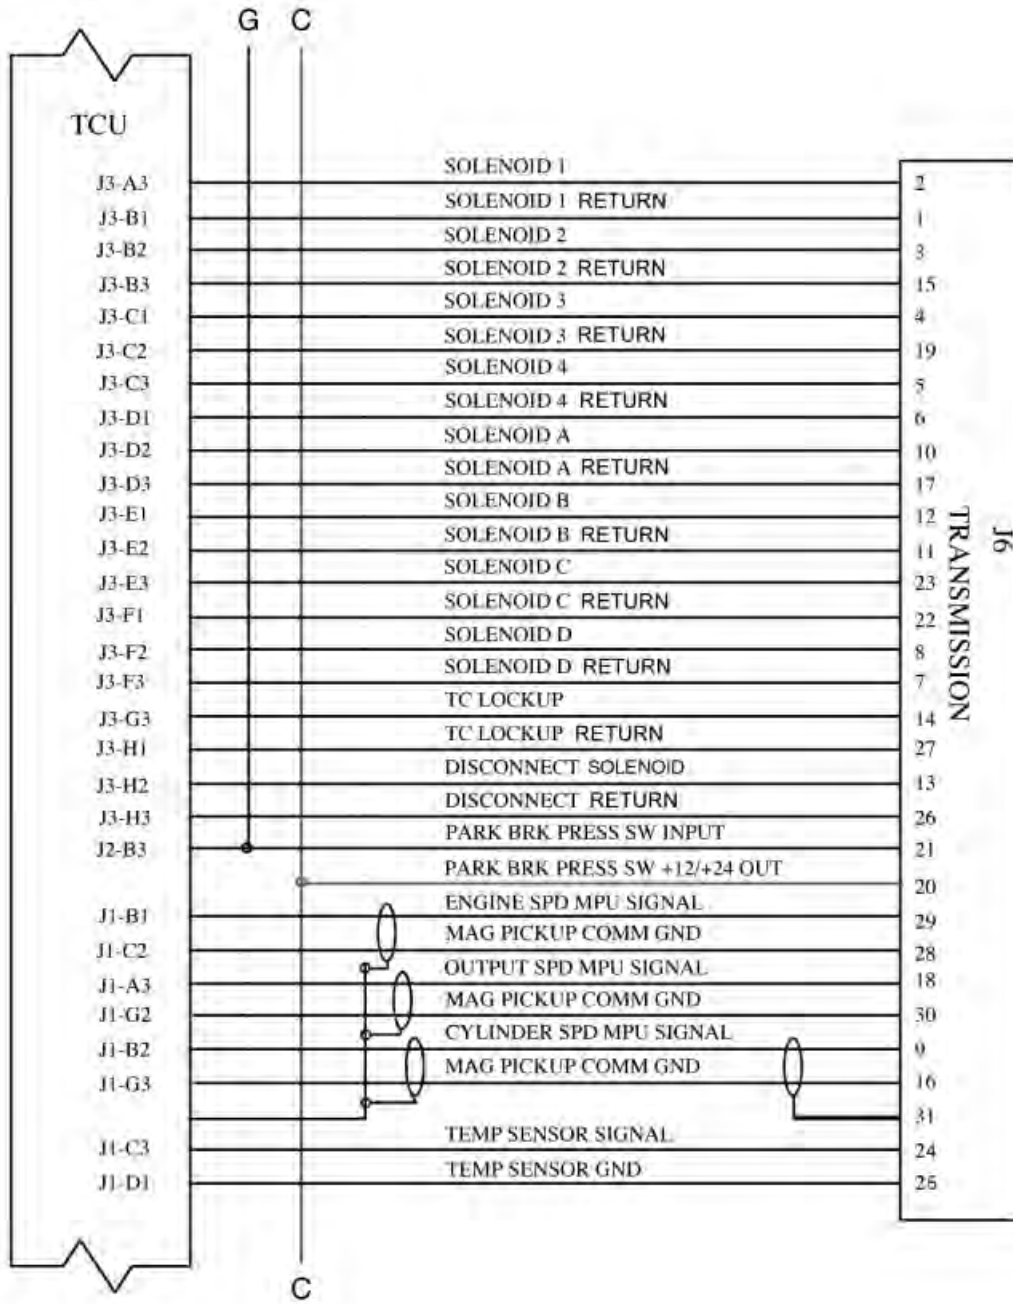 G C
TCU
SOLENOID 1
J3-A3 2
SOLENOID 1 RETURN
J3-B1 1
SOLENOID 2
J3-B2 3
SOLENOID 2 RETURN
J3-B3 15
SOLENOID 3
J3-C1 4
SOLENOID 3 RETURN
J3-C2 19
SOLENOID 4
J3-C3 5
SOLENOID 4 RETURN
J3-D1 6
SOLENOID A
J3-D2 10
SOLENOID A RETURN
J3-D3 17
SOLENOID B
J3-E1 12
SOLENOID B RETURN
J3-E2 11
SOLENOID C
J3-E3 23
SOLENOID C RETURN
J3-F1 22
SOLENOID D
J3-F2 8
SOLENOID D RETURN
J3-F3 7
TC LOCKUP
J3-G3 14
TC LOCKUP RETURN
J3-H1 27
DISCONNECT SOLENOID
J3-H2 13
DISCONNECT RETURN
J3-H3 26
PARK BRK PRESS SW INPUT
J2-B3 21
PARK BRK PRESS SW +12/+24 OUT
20
ENGINE SPD MPU SIGNAL
J1-B1 29
MAG PICKUP COMM GND
J1-C2 28
OUTPUT SPD MPU SIGNAL
J1-A3 18
MAG PICKUP COMM GND
J1-G2 30
CYLINDER SPD MPU SIGNAL
J1-B2 9
MAG PICKUP COMM GND
J1-G3 16
31
TEMP SENSOR SIGNAL
J1-C3 24
TEMP SENSOR GND
J1-D1 25
C
J6
TRANSMISSION